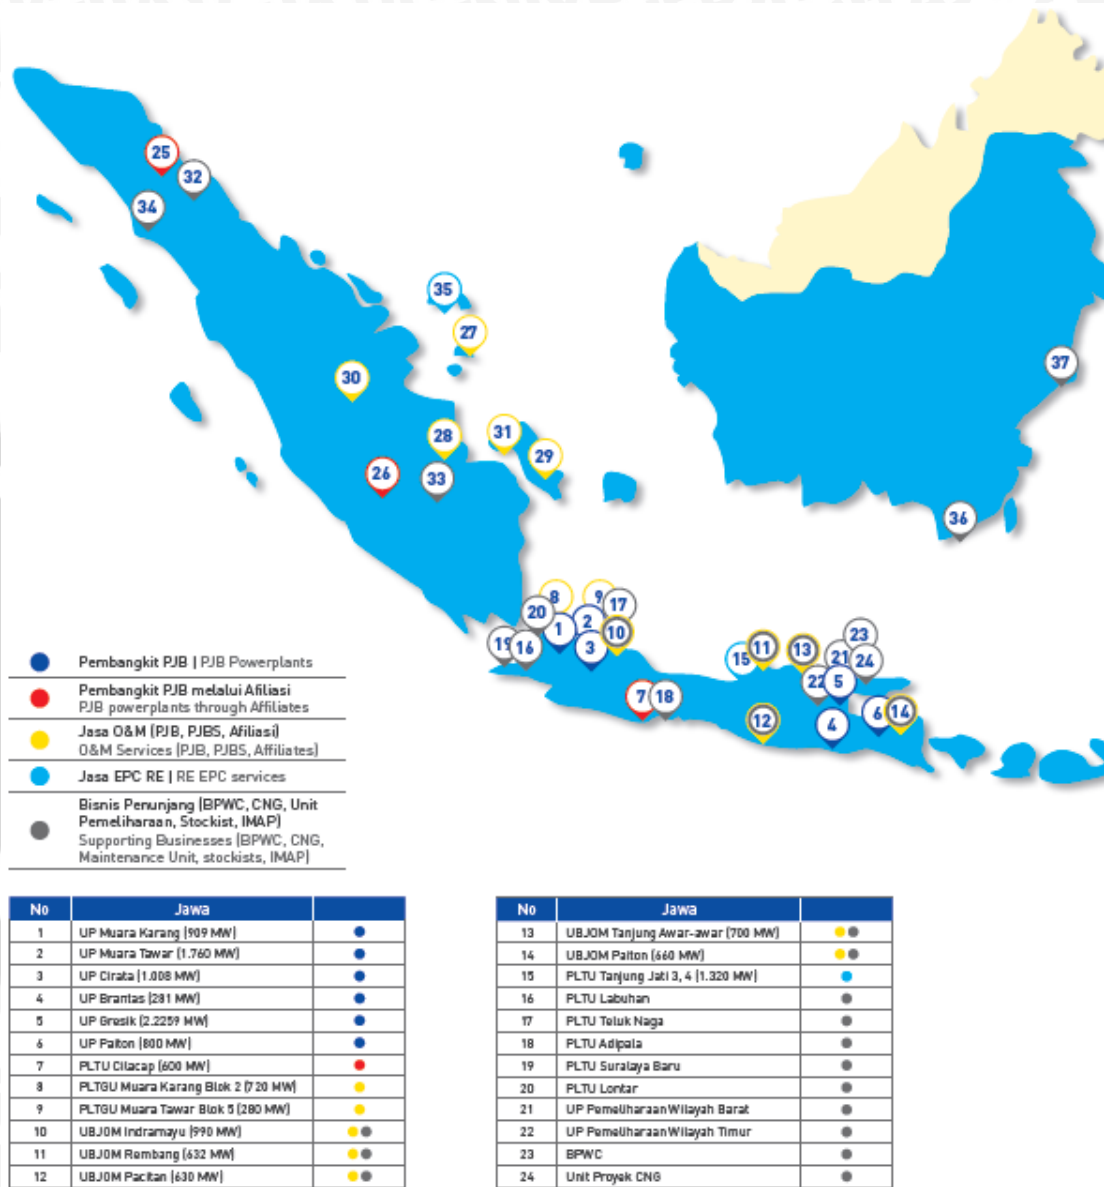 25
32
34
35
27
30
37
31
28
29
26
33
36
8
9
17
20
2
1
23
10
19
16
3
11
13
21
15
24
22
5
7
18
6
14
12
4
Pembangkit PJB | PJB Powerplants
Pembangkit PJB melalui Afiliasi
PJB powerplants through Affiliates
Jasa O&M (PJB, PJBS, Afiliasi)
O&M Services (PJB, PJBS, Affiliates)
Jasa EPC RE | RE EPC services
Bisnis Penunjang (BPWC, CNG, Unit
Pemeliharaan, Stockist, IMAP)
Supporting Businesses (BPWC, CNG,
Maintenance Unit, stockists, IMAP)
No Jawa
1 UP Muara Karang (909 MW)
2 UP Muara Tawar (1.760 MW)
3 UP Cirata (1.008 MW)
4 UP Brantas (281 MW)
5 UP Gresik (2.2259 MW)
6 UP Paiton (800 MW)
7 PLTU Cilacap (600 MW)
8 PLTGU Muara Karang Blok 2 (720 MW)
9 PLTGU Muara Tawar Blok 5 (280 MW)
10 UBJOM Indramayu (990 MW)
11 UBJOM Rembang (632 MW)
12 UBJOM Pacitan (630 MW)
No Jawa
13 UBJOM Tanjung Awar-awar (700 MW)
14 UBJOM Paiton (660 MW)
15 PLTU Tanjung Jati 3, 4 (1.320 MW)
16 PLTU Labuhan
17 PLTU Teluk Naga
18 PLTU Adipala
19 PLTU Suralaya Baru
20 PLTU Lontar
21 UP Pemeliharaan Wilayah Barat
22 UP Pemeliharaan Wilayah Timur
23 BPWC
24 Unit Proyek CNG